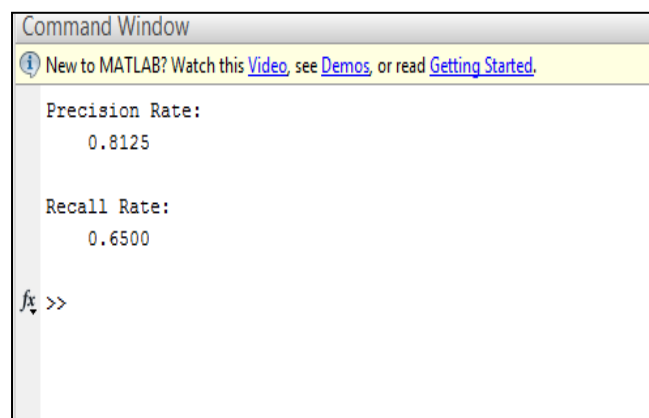 Command Window
New to MATLAB? Watch this Video, see Demos, or read Getting Started.
Precision Rate:
0.8125
Recall Rate:
0.6500
fx >>